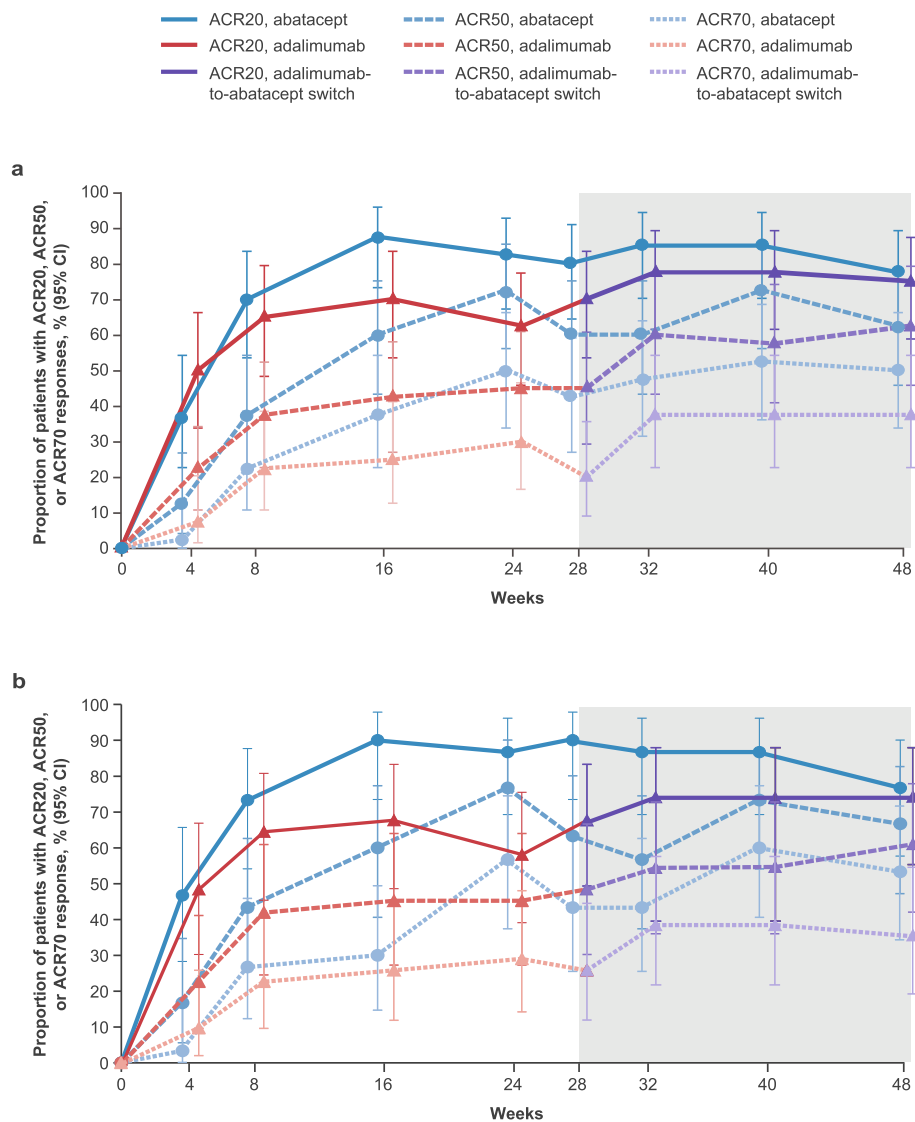 ACR20, abatacept
ACR50, abatacept
ACR70, abatacept
ACR20, adalimumab
ACR50, adalimumab
ACR70, adalimumab
ACR20, adalimumab-
to-abatacept switch
ACR50, adalimumab-
to-abatacept switch
ACR70, adalimumab-
to-abatacept switch
a
Proportion of patients with ACR20, ACR50,
or ACR70 responses, % (95% CI)
100
90
80
70
60
50
40
30
20
10
0
0 4 8 16 24 28 32 40 48
Weeks
b
Proportion of patients with ACR20, ACR50,
or ACR70 response, % (95% CI)
100
90
80
70
60
50
40
30
20
10
0
0 4 8 16 24 28 32 40 48
Weeks